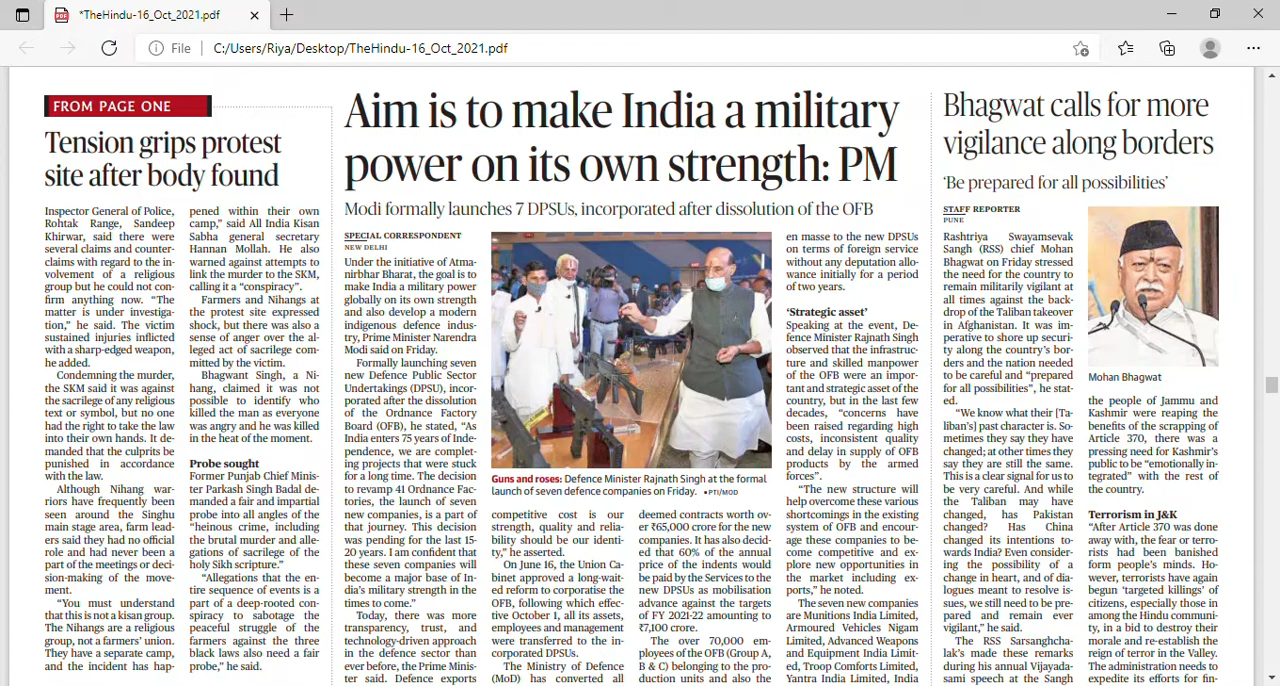 *TheHindu-16_Oct_2021.pdf
File
C:/Users/Riya/Desktop/TheHindu-16_Oct_2021.pdf
FROM PAGE ONE
Tension grips protest
site after body found
Inspector General of Police,
Rohtak Range, Sandeep
Khirwar, said there were
several claims and counter-
claims with regard to the in-
volvement of a religious
group but he could not con-
firm anything now. “The
matter is under investiga-
tion,” he said. The victim
sustained injuries inflicted
with a sharp-edged weapon,
he added.
Condemning the murder,
the SKM said it was against
the sacrilege of any religious
text or symbol, but no one
had the right to take the law
into their own hands. It de-
manded that the culprits be
punished in accordance
with the law.
Although Nihang war-
riors have frequently been
seen around the Singhu
main stage area, farm lead-
ers said they had no official
role and had never been a
part of the meetings or deci-
sion-making of the move-
ment.
“You must understand
that this is not a kisan group.
The Nihangs are a religious
group, not a farmers’ union.
They have a separate camp,
and the incident has hap-
pened within their own
camp,” said All India Kisan
Sabha general secretary
Hannan Mollah. He also
warned against attempts to
link the murder to the SKM,
calling it a “conspiracy”.
Farmers and Nihangs at
the protest site expressed
shock, but there was also a
sense of anger over the al-
leged act of sacrilege com-
mitted by the victim.
Bhagwant Singh, a Ni-
hang, claimed it was not
possible to identify who
killed the man as everyone
was angry and he was killed
in the heat of the moment.
Probe sought
Former Punjab Chief Minis-
ter Parkash Singh Badal de-
manded a fair and impartial
probe into all angles of the
“heinous crime, including
the brutal murder and alle-
gations of sacrilege of the
holy Sikh scripture.”
“Allegations that the en-
tire sequence of events is a
part of a deep-rooted con-
spiracy to sabotage the
peaceful struggle of the
farmers against the three
black laws also need a fair
probe,” he said.
Aim is to make India a military
power on its own strength: PM
Modi formally launches 7 DPSUs, incorporated after dissolution of the OFB
SPECIAL CORRESPONDENT
NEW DELHI
Under the initiative of Atma-
nirbhar Bharat, the goal is to
make India a military power
globally on its own strength
and also develop a modern
indigenous defence indus-
try, Prime Minister Narendra
Modi said on Friday.
Formally launching seven
new Defence Public Sector
Undertakings (DPSU), incor-
porated after the dissolution
of the Ordnance Factory
Board (OFB), he stated, “As
India enters 75 years of Inde-
pendence, we are complet-
ing projects that were stuck
for a long time. The decision
to revamp 41 Ordnance Fac-
tories, the launch of seven
new companies, is a part of
that journey. This decision
was pending for the last 15-
20 years. I am confident that
these seven companies will
become a major base of In-
dia’s military strength in the
times to come.”
Today, there was more
transparency, trust, and
technology-driven approach
in the defence sector than
ever before, the Prime Minis-
ter said. Defence exports
Guns and roses: Defence Minister Rajnath Singh at the formal
launch of seven defence companies on Friday. ▪PTI/MOD
competitive cost is our
strength, quality and relia-
bility should be our identi-
ty,” he asserted.
On June 16, the Union Ca-
binet approved a long-wait-
ed reform to corporatise the
OFB, following which effec-
tive October 1, all its assets,
employees and management
were transferred to the in-
corporated DPSUs.
The Ministry of Defence
(MoD) has converted all
deemed contracts worth ov-
er ₹65,000 crore for the new
companies. It has also decid-
ed that 60% of the annual
price of the indents would
be paid by the Services to the
new DPSUs as mobilisation
advance against the targets
of FY 2021-22 amounting to
₹7,100 crore.
The over 70,000 em-
ployees of the OFB (Group A,
B & C) belonging to the pro-
duction units and also the
en masse to the new DPSUs
on terms of foreign service
without any deputation allo-
wance initially for a period
of two years.
‘Strategic asset’
Speaking at the event, De-
fence Minister Rajnath Singh
observed that the infrastruc-
ture and skilled manpower
of the OFB were an impor-
tant and strategic asset of the
country, but in the last few
decades, “concerns have
been raised regarding high
costs, inconsistent quality
and delay in supply of OFB
products by the armed
forces”.
“The new structure will
help overcome these various
shortcomings in the existing
system of OFB and encour-
age these companies to be-
come competitive and ex-
plore new opportunities in
the market including ex-
ports,” he noted.
The seven new companies
are Munitions India Limited,
Armoured Vehicles Nigam
Limited, Advanced Weapons
and Equipment India Limit-
ed, Troop Comforts Limited,
Yantra India Limited, India
Bhagwat calls for more
vigilance along borders
‘Be prepared for all possibilities’
STAFF REPORTER
PUNE
Rashtriya Swayamsevak
Sangh (RSS) chief Mohan
Bhagwat on Friday stressed
the need for the country to
remain militarily vigilant at
all times against the back-
drop of the Taliban takeover
in Afghanistan. It was im-
perative to shore up securi-
ty along the country’s bor-
ders and the nation needed
to be careful and “prepared
for all possibilities”, he stat-
ed.
“We know what their [Ta-
liban’s] past character is. So-
metimes they say they have
changed; at other times they
say they are still the same.
This is a clear signal for us to
be very careful. And while
the Taliban may have
changed, has Pakistan
changed? Has China
changed its intentions to-
wards India? Even consider-
ing the possibility of a
change in heart, and of dia-
logues meant to resolve is-
sues, we still need to be pre-
pared and remain ever
vigilant,” he said.
The RSS Sarsanghcha-
lak’s made these remarks
during his annual Vijayada-
sami speech at the Sangh
Mohan Bhagwat
the people of Jammu and
Kashmir were reaping the
benefits of the scrapping of
Article 370, there was a
pressing need for Kashmir’s
public to be “emotionally in-
tegrated” with the rest of
the country.
Terrorism in J&K
“After Article 370 was done
away with, the fear or terro-
rists had been banished
form people’s minds. Ho-
wever, terrorists have again
begun ‘targeted killings’ of
citizens, especially those in
among the Hindu communi-
ty, in a bid to destroy their
morale and re-establish the
reign of terror in the Valley.
The administration needs to
expedite its efforts for fin-